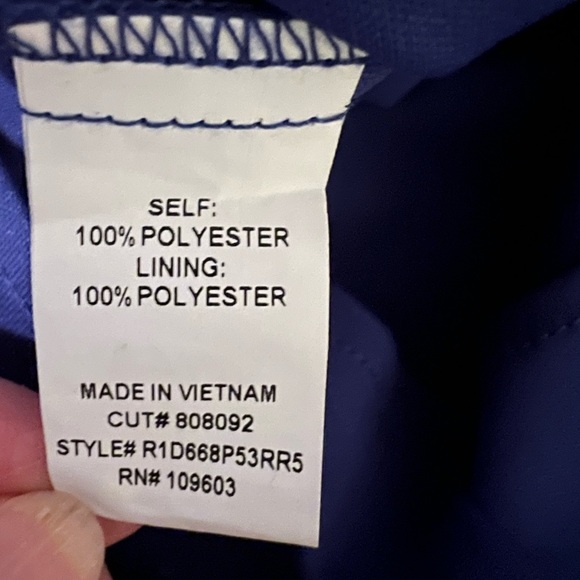 SELF:
100% POLYESTER
LINING:
100% POLYESTER
MADE IN VIETNAM
CUT# 808092
STYLE# R1D668P53RR5
RN# 109603